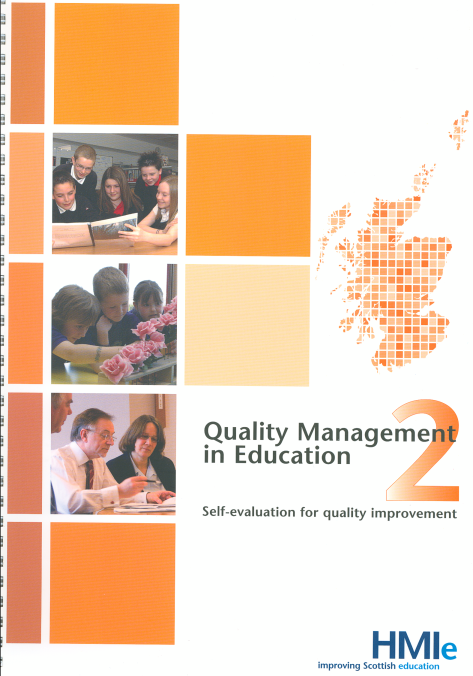 Quality Management
in Education
2
Self-evaluation for quality improvement
HMIe
improving Scottish education